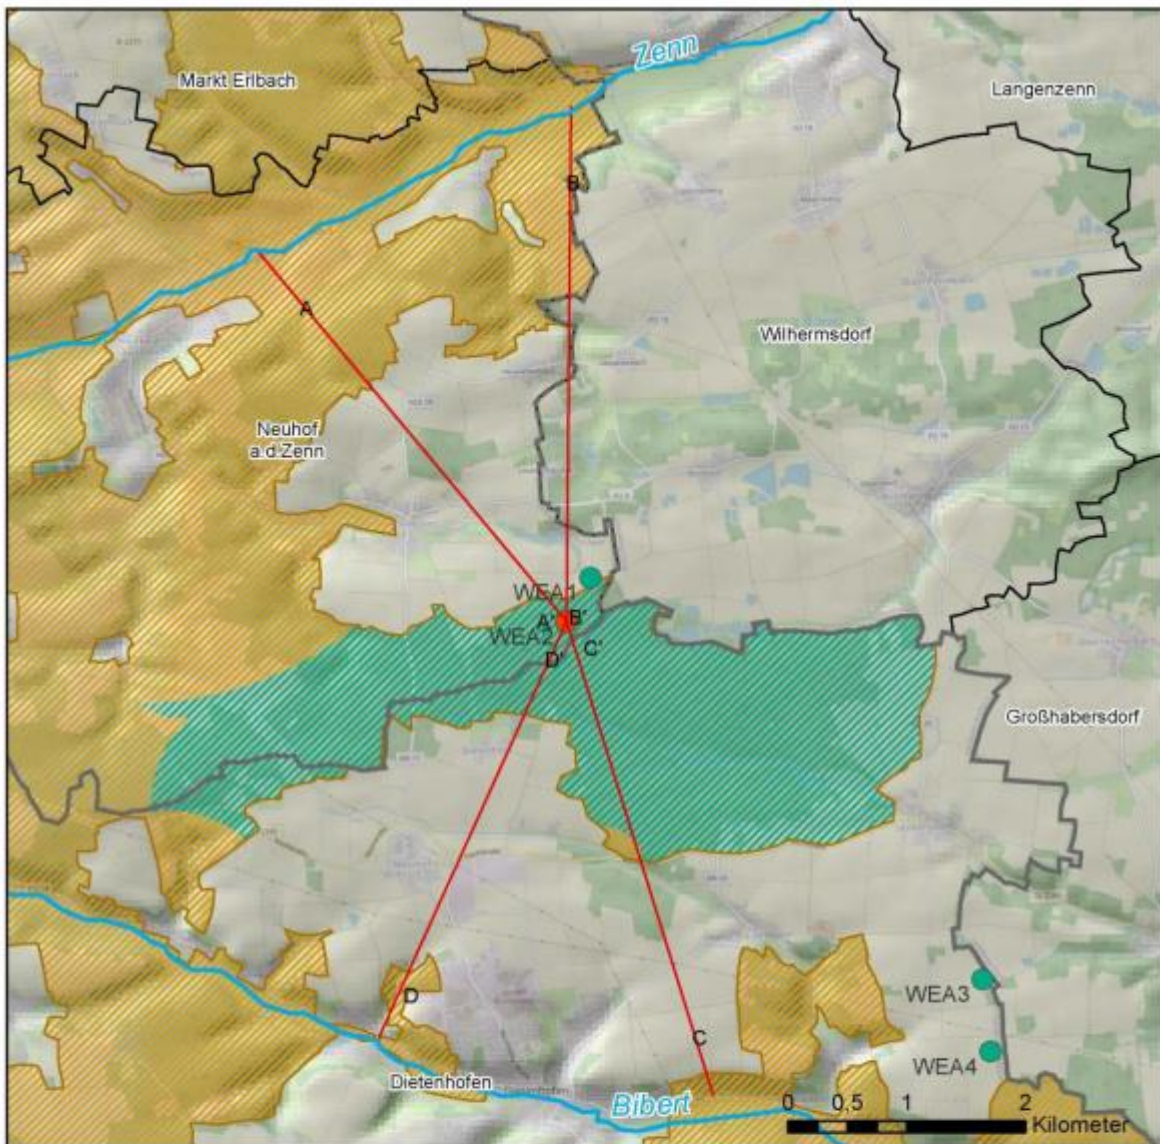 Zenn
Markt Erlbach
Langenzenn
B
A
Wilhermsdorf
Neuhof
a.d.Zenn
WEA1
A'
B'
WEA2
C'
D'
Großhabersdorf
D
WEA3
C
WEA4
Dietenhofen
Bibert
0 0,5 1 2
Kilometer